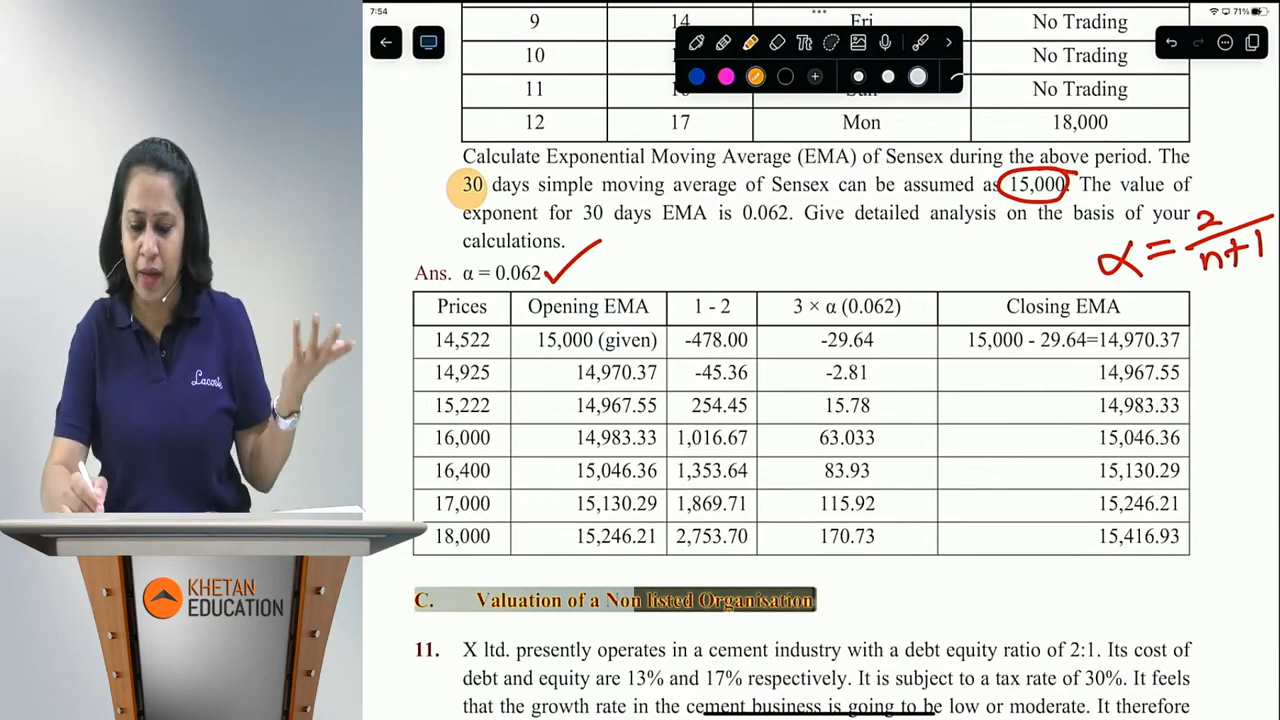 7:54
71%
9 14 Fri No Trading
10 No Trading
11 No Trading
12 17 Mon 18,000
Calculate Exponential Moving Average (EMA) of Sensex during the above period. The
30 days simple moving average of Sensex can be assumed as 15,000. The value of
exponent for 30 days EMA is 0.062. Give detailed analysis on the basis of your
calculations.
α = 2/n+1
Ans. α = 0.062
Prices Opening EMA 1 - 2 3 × α (0.062) Closing EMA
14,522 15,000 (given) -478.00 -29.64 15,000 - 29.64=14,970.37
14,925 14,970.37 -45.36 -2.81 14,967.55
15,222 14,967.55 254.45 15.78 14,983.33
16,000 14,983.33 1,016.67 63.033 15,046.36
16,400 15,046.36 1,353.64 83.93 15,130.29
17,000 15,130.29 1,869.71 115.92 15,246.21
18,000 15,246.21 2,753.70 170.73 15,416.93
C. Valuation of a Non listed Organisation
11. X ltd. presently operates in a cement industry with a debt equity ratio of 2:1. Its cost of
debt and equity are 13% and 17% respectively. It is subject to a tax rate of 30%. It feels
that the growth rate in the cement business is going to be low or moderate. It therefore
Lacoste
KHETAN
EDUCATION